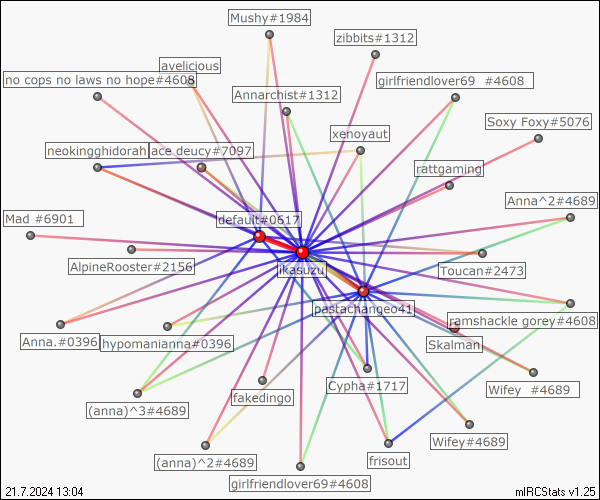 Mushy#1984
zibbits#1312
avelicious
no cops no laws no hope#4608
girlfriendlover69 #4608
Annarchist#1312
Soxy Foxy#5076
xenoyaut
neokingghidorah
ace deucy#7097
rattgaming
Anna^2#4689
default#0617
Mad #6901
AlpineRooster#2156
ikasuzu
Toucan#2473
pastachangeo41
ramshackle gorey#4608
Anna.#0396
hypomanianna#0396
Skalman
Cypha#1717
Wifey #4689
fakedingo
(anna)^3#4689
Wifey#4689
(anna)^2#4689
frisout
girlfriendlover69#4608
21.7.2024 13:04
mIRCStats v1.25